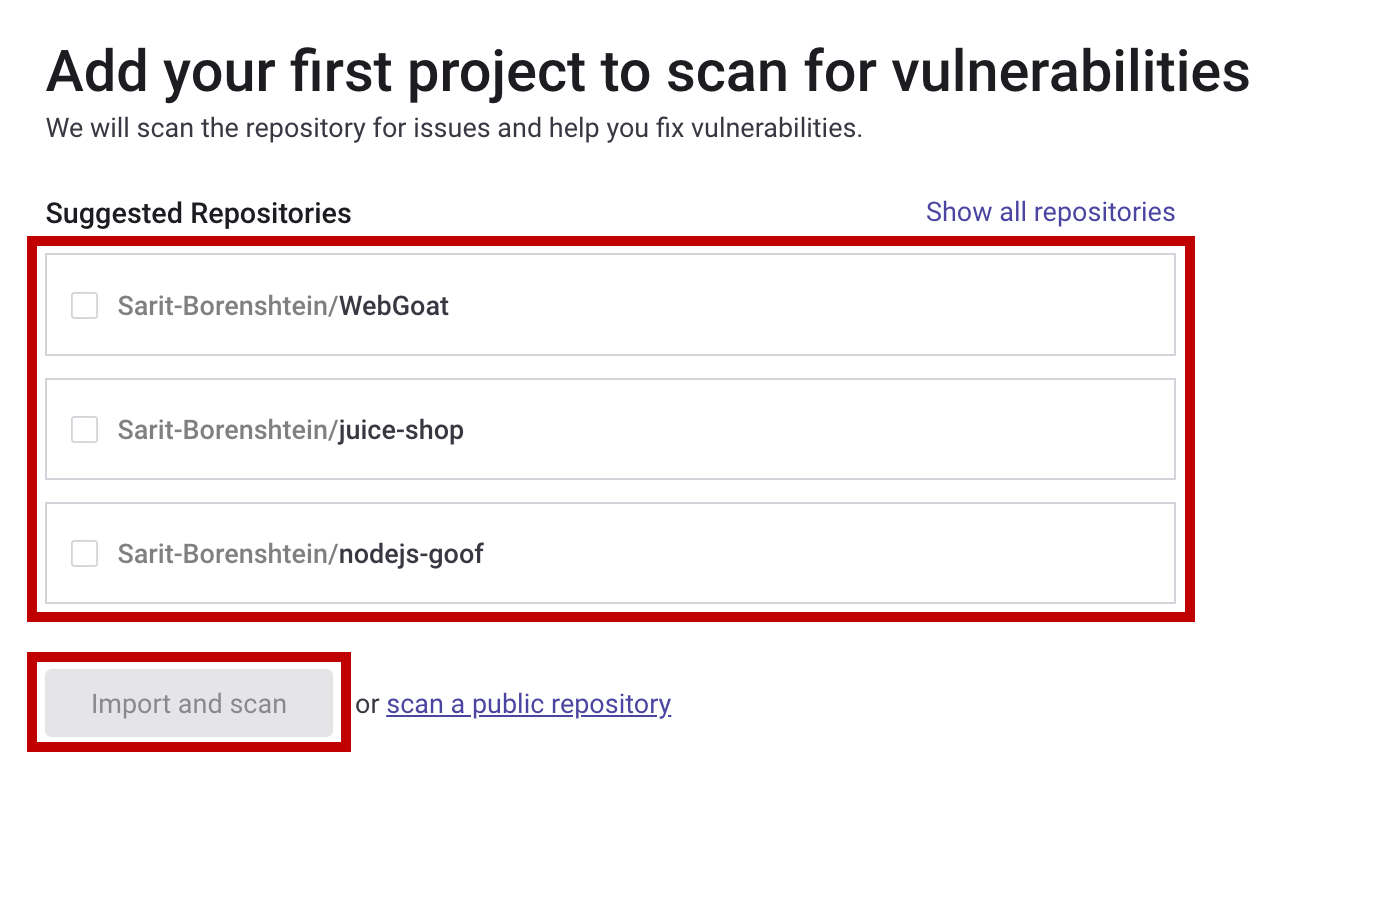 Add your first project to scan for vulnerabilities
We will scan the repository for issues and help you fix vulnerabilities.
Suggested Repositories
Show all repositories
Sarit-Borenshtein/WebGoat
Sarit-Borenshtein/juice-shop
Sarit-Borenshtein/nodejs-goof
Import and scan or scan a public repository